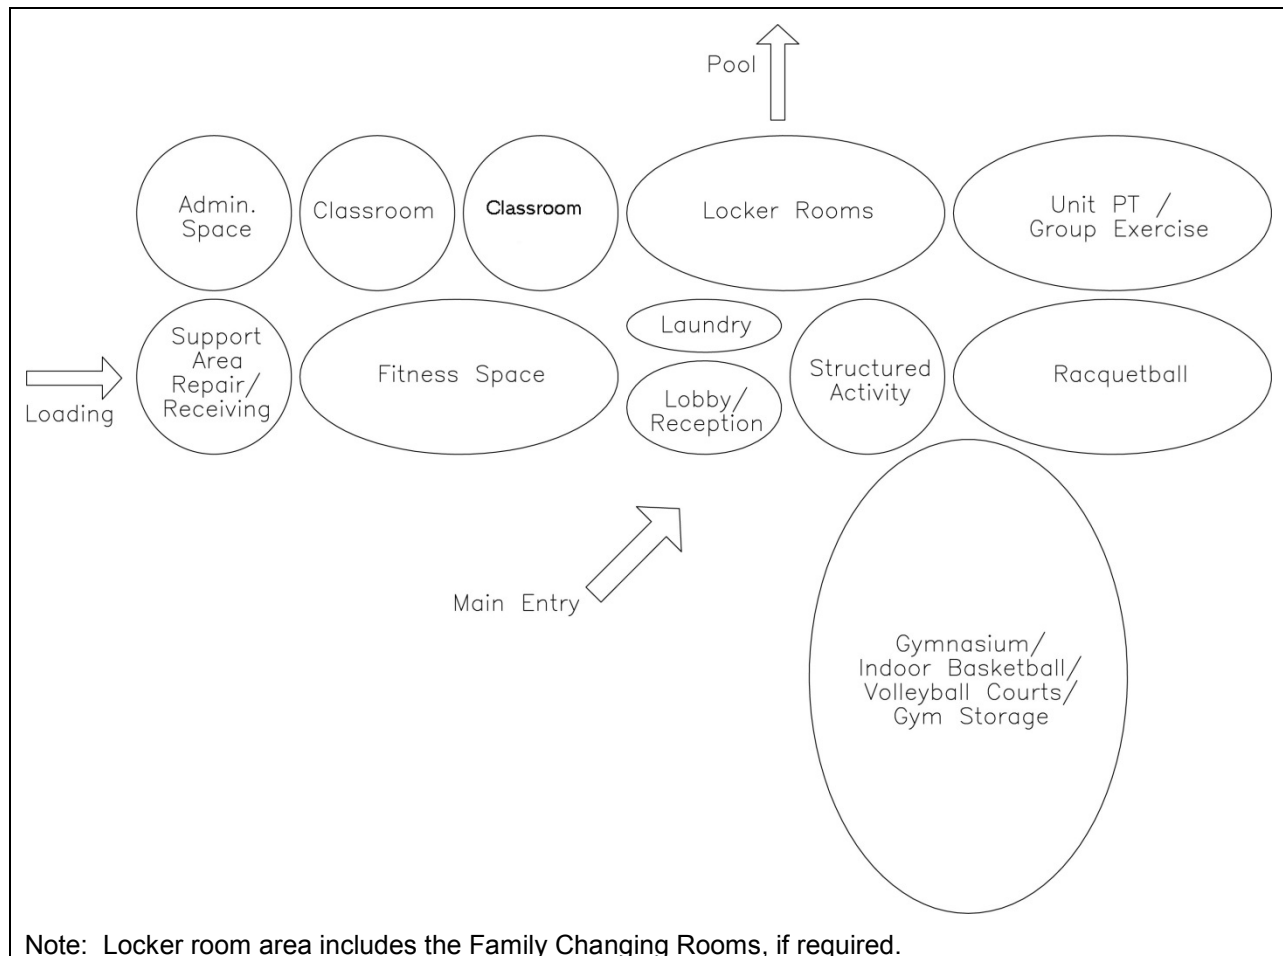 Pool
Admin.
Space
Classroom
Classroom
Locker Rooms
Unit PT /
Group Exercise
Loading
Support
Area
Repair/
Receiving
Fitness Space
Laundry
Lobby/
Reception
Structured
Activity
Racquetball
Main Entry
Gymnasium/
Indoor Basketball/
Volleyball Courts/
Gym Storage
Note: Locker room area includes the Family Changing Rooms, if required.